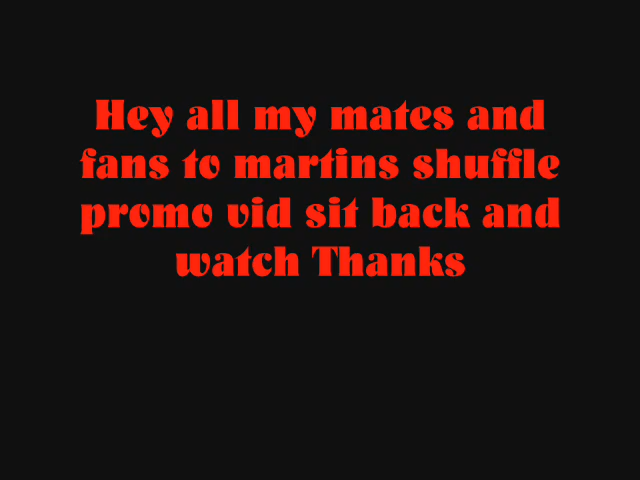 Hey all my mates and
fans to martins shuffle
promo vid sit back and
watch Thanks